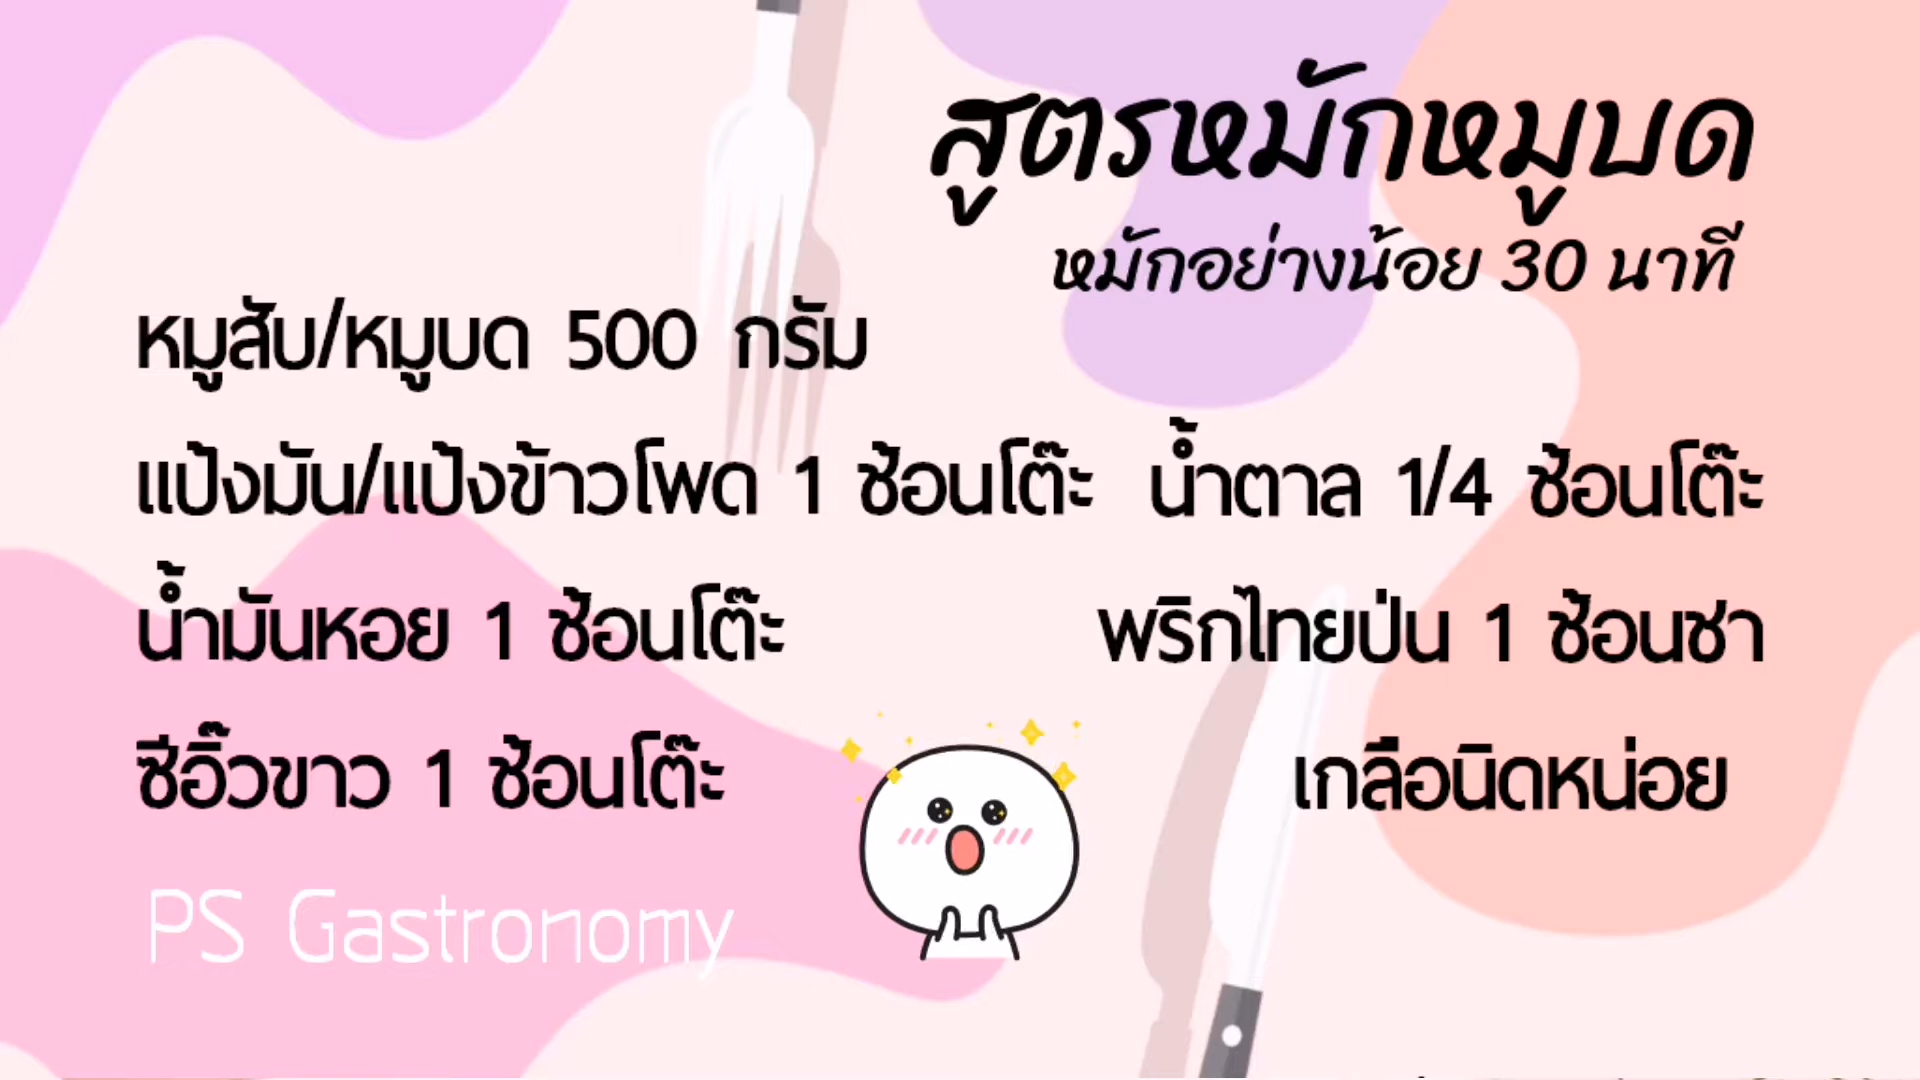 สูตรหมักหมูบด
หมักอย่างน้อย 30 นาที
หมูสับ/หมูบด 500 กรัม
แป้งมัน/แป้งข้าวโพด 1 ช้อนโต๊ะ
น้ำตาล 1/4 ช้อนโต๊ะ
น้ำมันหอย 1 ช้อนโต๊ะ
พริกไทยป่น 1 ช้อนชา
ซีอิ๊วขาว 1 ช้อนโต๊ะ
เกลือนิดหน่อย
PS Gastronomy